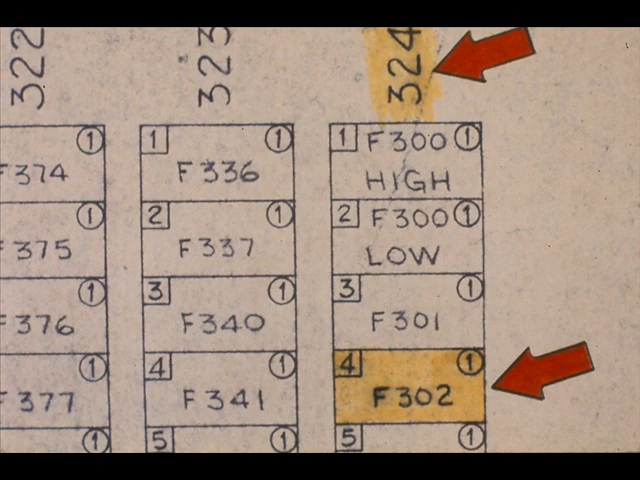 322
323
324
1 F300 1
HIGH
2 F300 1
LOW
3 1
F301
4 1
F302
5 1
1 1
F336
2 1
F337
3 1
F340
4 1
F341
5 1
1
F374
1
F375
1
F376
1
F377
1